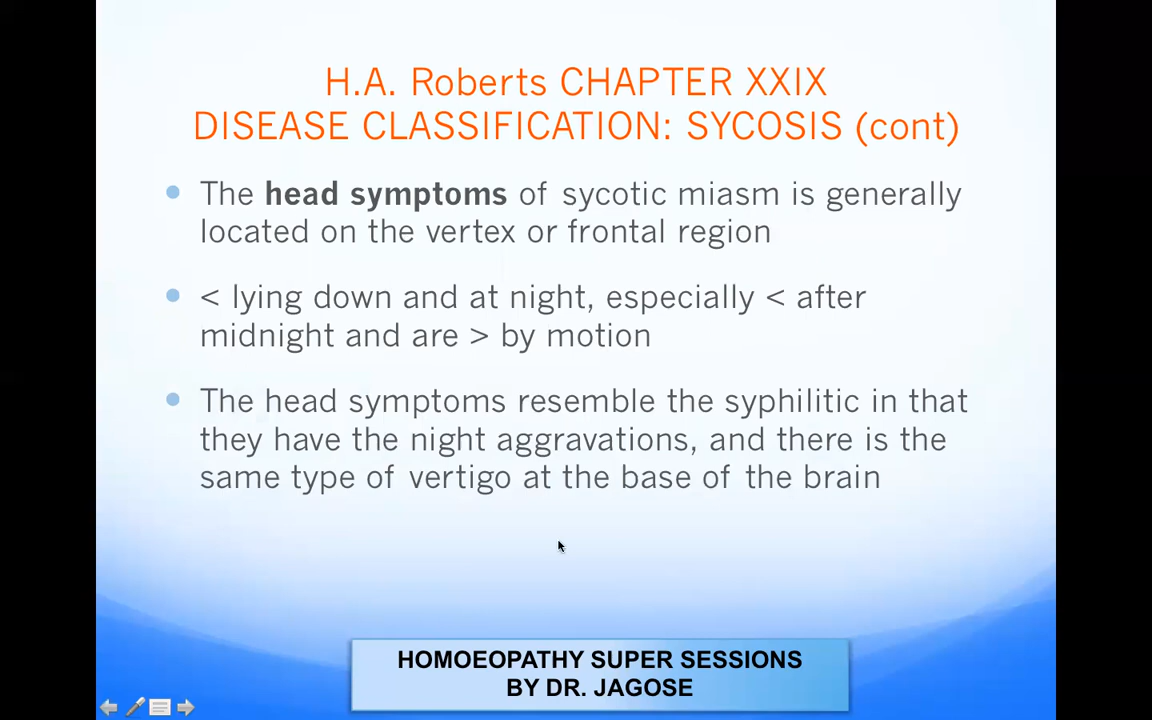 H.A. Roberts CHAPTER XXIX
DISEASE CLASSIFICATION: SYCOSIS (cont)
The head symptoms of sycotic miasm is generally
located on the vertex or frontal region
< lying down and at night, especially < after
midnight and are > by motion
The head symptoms resemble the syphilitic in that
they have the night aggravations, and there is the
same type of vertigo at the base of the brain
HOMOEOPATHY SUPER SESSIONS
BY DR. JAGOSE